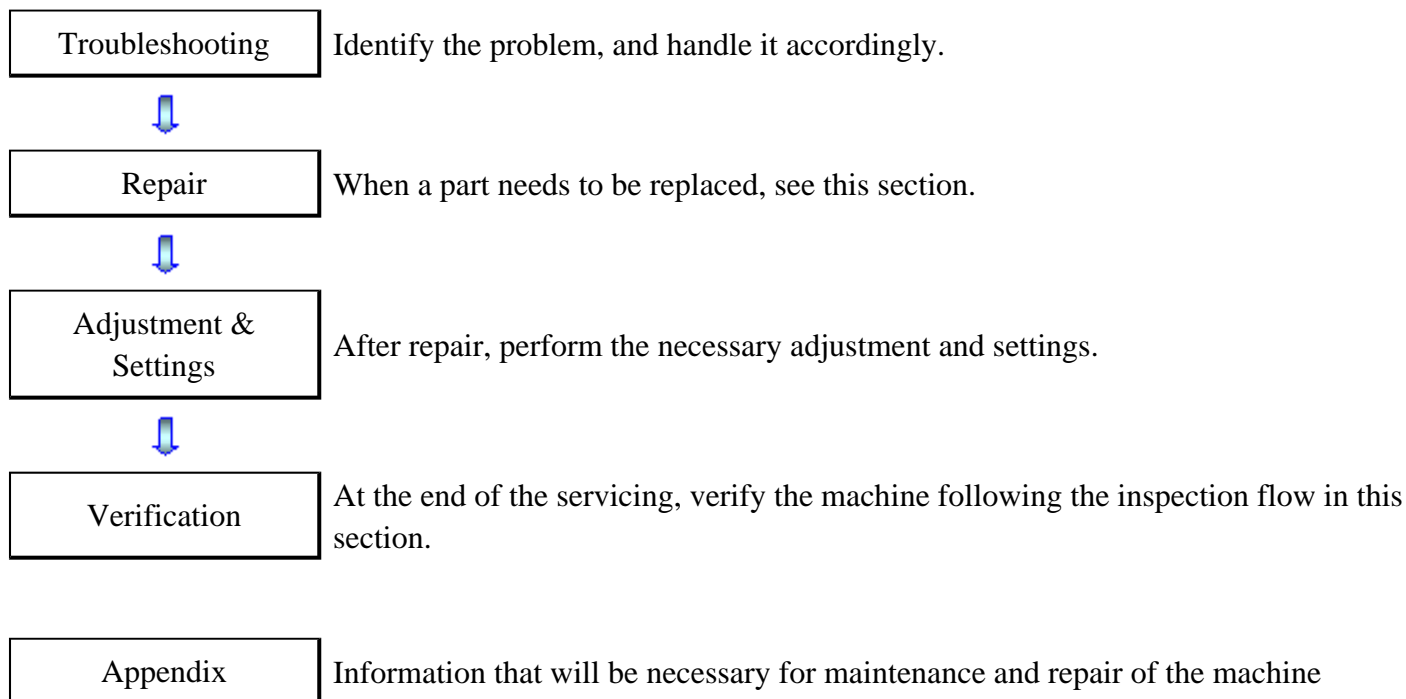 Troubleshooting
Identify the problem, and handle it accordingly.
Repair
When a part needs to be replaced, see this section.
Adjustment &
Settings
After repair, perform the necessary adjustment and settings.
Verification
At the end of the servicing, verify the machine following the inspection flow in this
section.
Appendix
Information that will be necessary for maintenance and repair of the machine